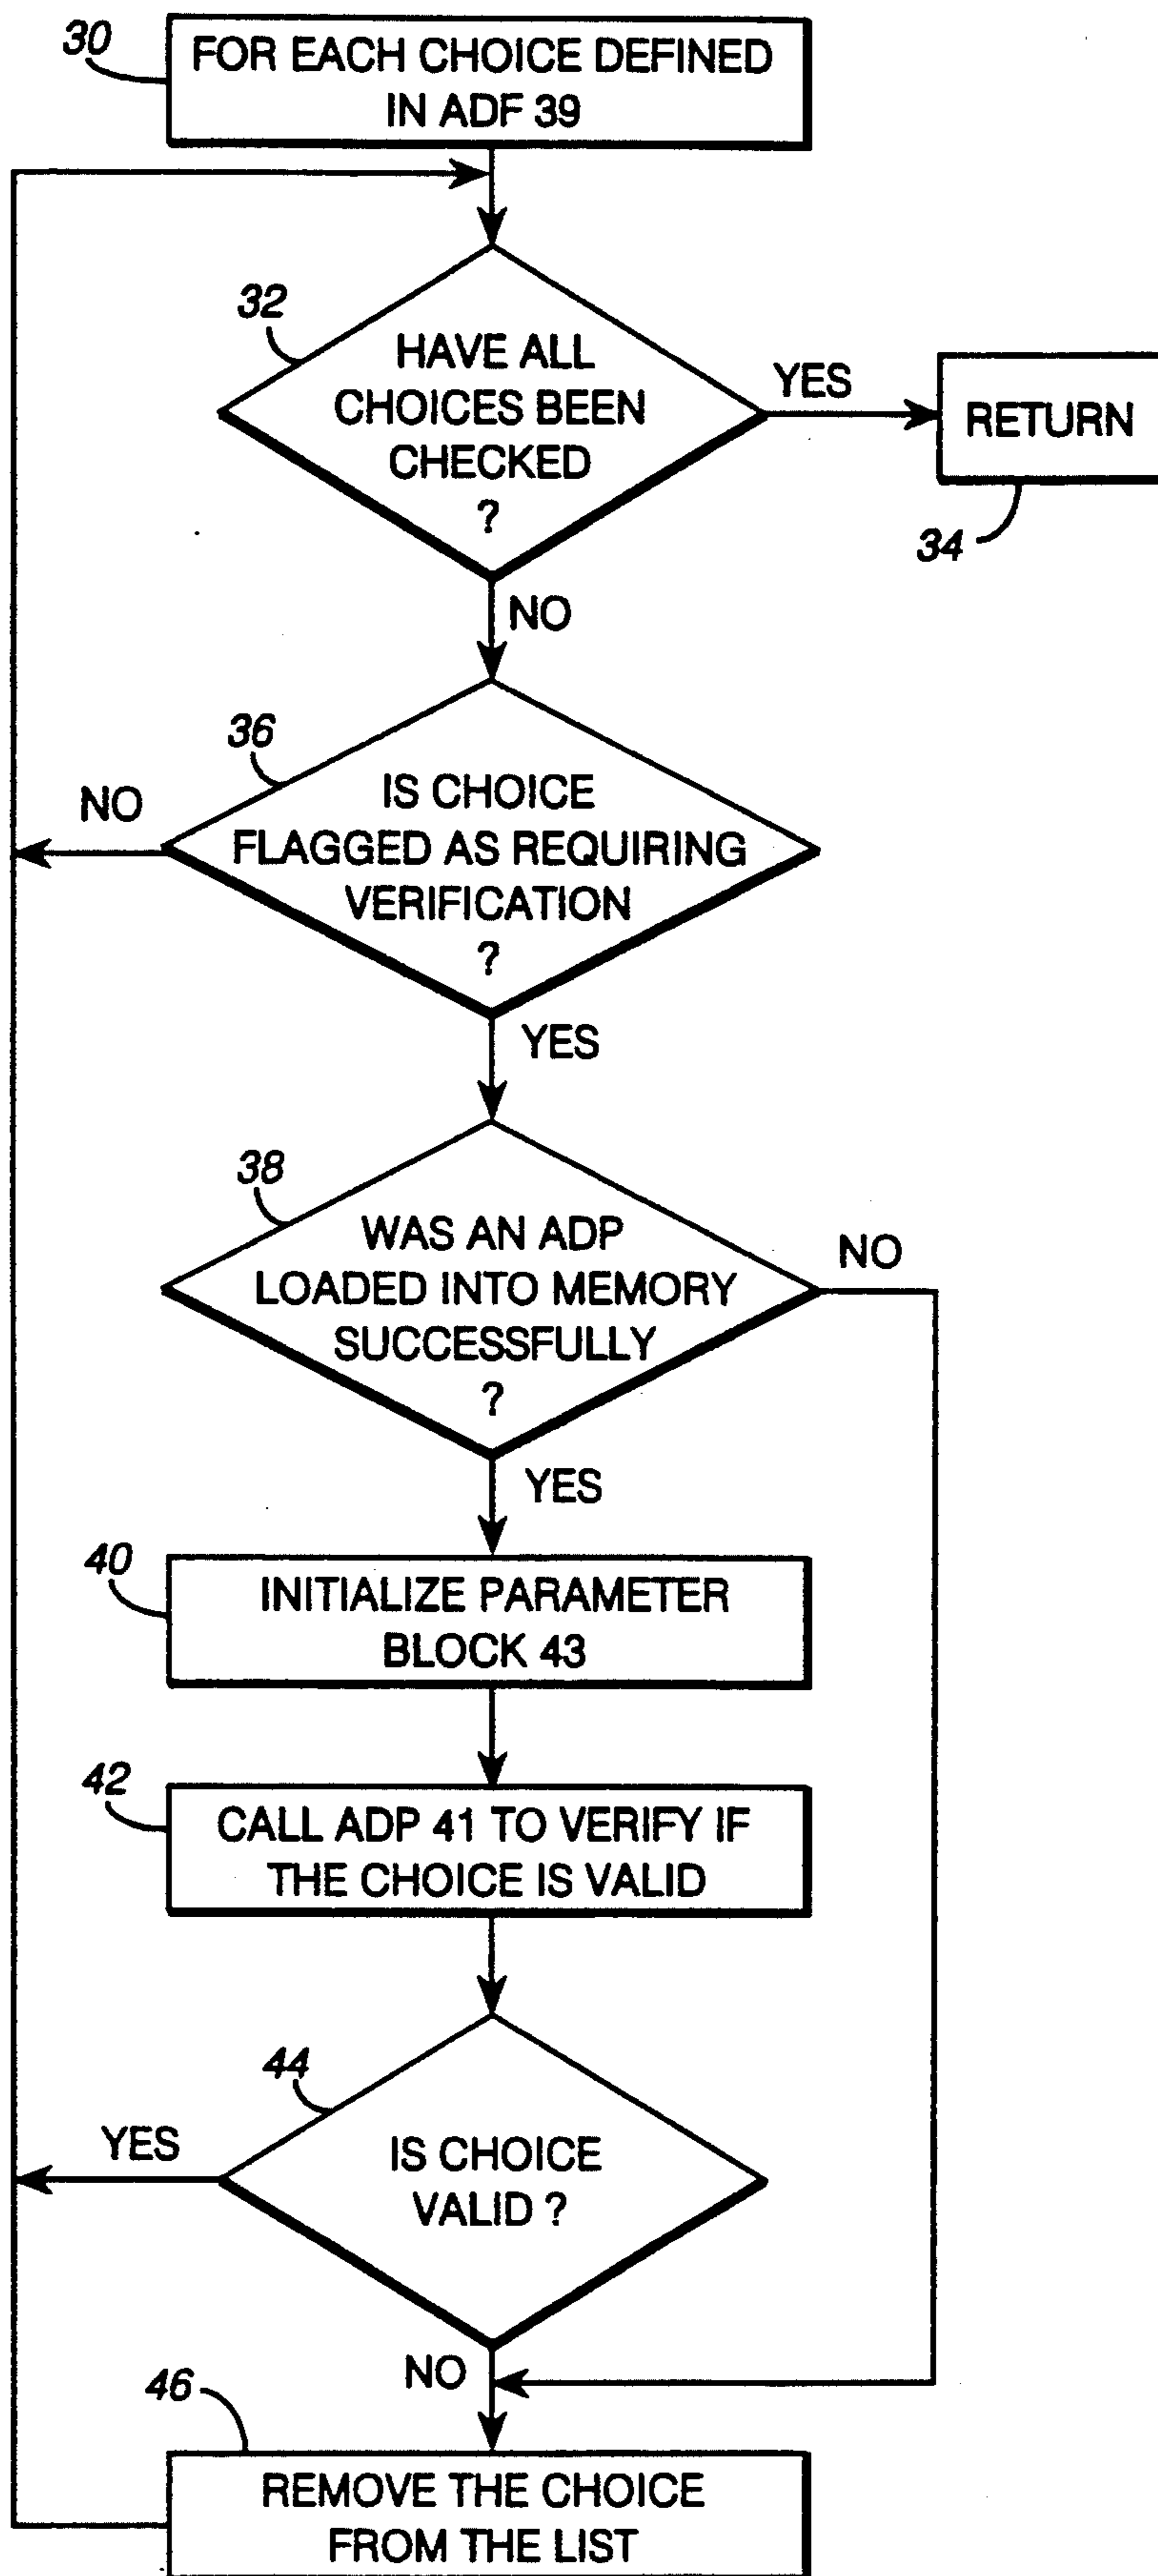 30
FOR EACH CHOICE DEFINED
IN ADF 39
32
HAVE ALL
CHOICES BEEN
CHECKED
?
YES
RETURN
34
NO
36
IS CHOICE
FLAGGED AS REQUIRING
VERIFICATION
?
NO
YES
38
WAS AN ADP
LOADED INTO MEMORY
SUCCESSFULLY
?
NO
YES
40
INITIALIZE PARAMETER
BLOCK 43
42
CALL ADP 41 TO VERIFY IF
THE CHOICE IS VALID
44
IS CHOICE
VALID ?
YES
NO
46
REMOVE THE CHOICE
FROM THE LIST